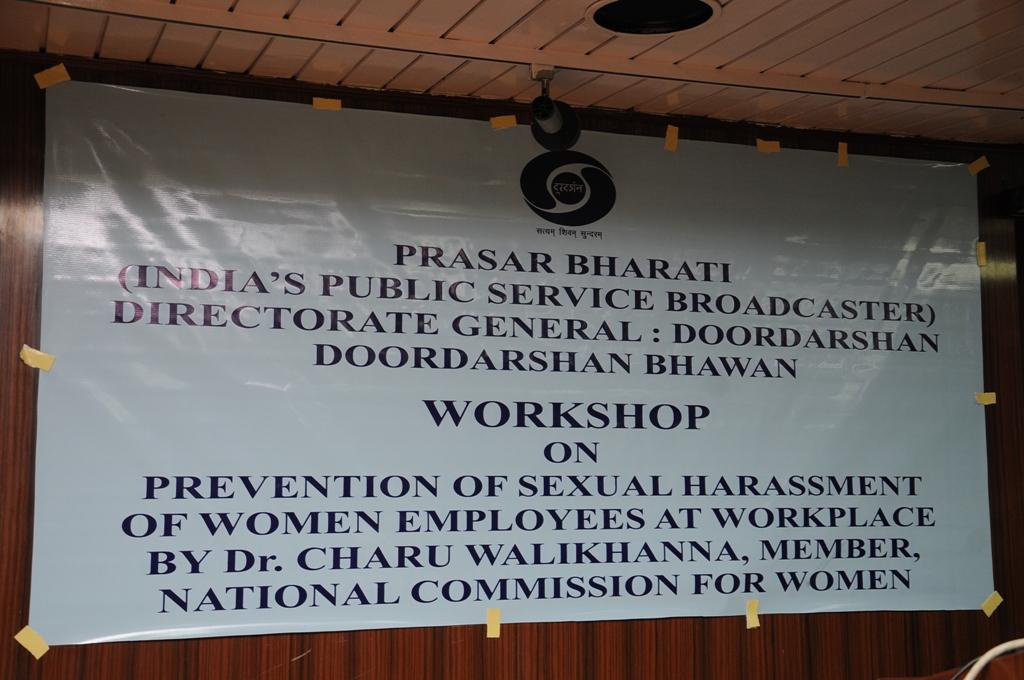 दूरदर्शन
सत्यम् शिवम् सुन्दरम्
PRASAR BHARATI
(INDIA'S PUBLIC SERVICE BROADCASTER)
DIRECTORATE GENERAL : DOORDARSHAN
DOORDARSHAN BHAWAN
WORKSHOP
ON
PREVENTION OF SEXUAL HARASSMENT
OF WOMEN EMPLOYEES AT WORKPLACE
BY Dr. CHARU WALIKHANNA, MEMBER,
NATIONAL COMMISSION FOR WOMEN